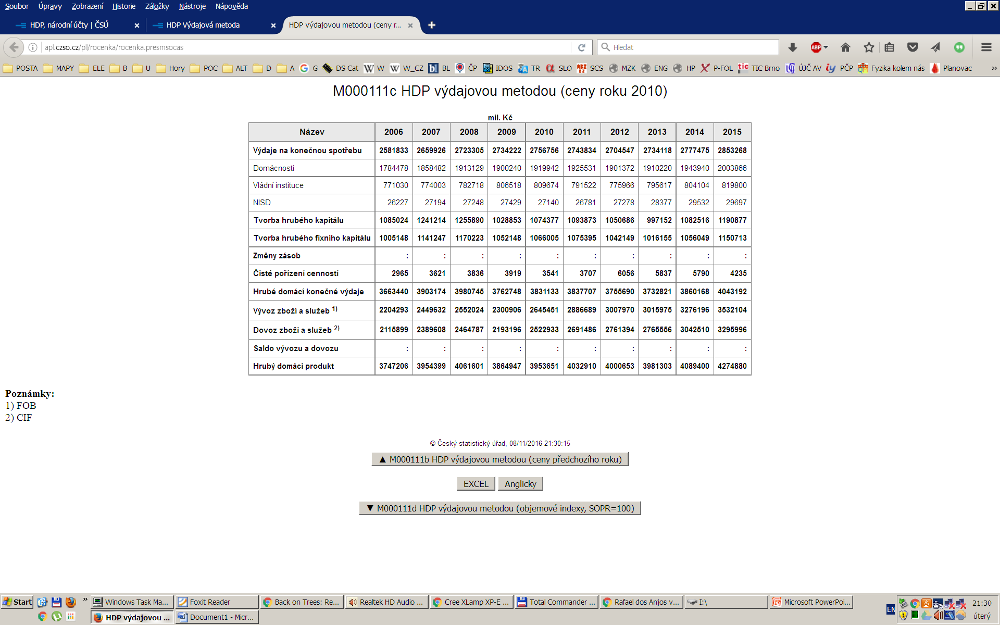 Soubor Úpravy Zobrazení Historie Záložky Nástroje Nápověda
HDP, národní účty | ČSÚ HDP Výdajová metoda HDP výdajovou metodou (ceny r...
apl.czso.cz/pll/rocenka/rocenka.presmsocas Hledat ABP
POSTA MAPY ELE B U Hory POC ALT D A G DS Cat W W_CZ BL ČP IDOS TR SLO SCS MZK ENG HP P-FOL TIC Brno ÚJČ AV PČP Fyzika kolem nás Planovac »
M000111c HDP výdajovou metodou (ceny roku 2010)
mil. Kč
Název 2006 2007 2008 2009 2010 2011 2012 2013 2014 2015
Výdaje na konečnou spotřebu 2581833 2659926 2723305 2734222 2756756 2743834 2704547 2734118 2777475 2853268
Domácnosti 1784478 1858482 1913129 1900240 1919942 1925531 1901372 1910220 1943940 2003866
Vládní instituce 771030 774003 782718 806518 809674 791522 775966 795617 804104 819800
NISD 26227 27194 27248 27429 27140 26781 27278 28377 29532 29697
Tvorba hrubého kapitálu 1085024 1241214 1255890 1028853 1074377 1093873 1050686 997152 1082516 1190877
Tvorba hrubého fixního kapitálu 1005148 1141247 1170223 1052148 1066005 1075395 1042149 1016155 1056049 1150713
Změny zásob : : : : : : : : : :
Čisté pořízení cenností 2965 3621 3836 3919 3541 3707 6056 5837 5790 4235
Hrubé domácí konečné výdaje 3663440 3903174 3980745 3762748 3831133 3837707 3755690 3732821 3860168 4043192
Vývoz zboží a služeb 1) 2204293 2449632 2552024 2300906 2645451 2886689 3007970 3015975 3276196 3532104
Dovoz zboží a služeb 2) 2115899 2389608 2464787 2193196 2522933 2691486 2761394 2765556 3042510 3295996
Saldo vývozu a dovozu : : : : : : : : : :
Hrubý domácí produkt 3747206 3954399 4061601 3864947 3953651 4032910 4000653 3981303 4089400 4274880
Poznámky:
1) FOB
2) CIF
© Český statistický úřad, 08/11/2016 21:30:15
▲ M000111b HDP výdajovou metodou (ceny předchozího roku)
EXCEL Anglicky
▼ M000111d HDP výdajovou metodou (objemové indexy, SOPR=100)
Start » Windows Task Ma... Foxit Reader Back on Trees: Re... Realtek HD Audio ... Cree XLamp XP-E ... Total Commander ... Rafael dos Anjos v... I:\ Microsoft PowerPoi... 21:30
HDP výdajovou ... Document1 - Micr... EN úterý